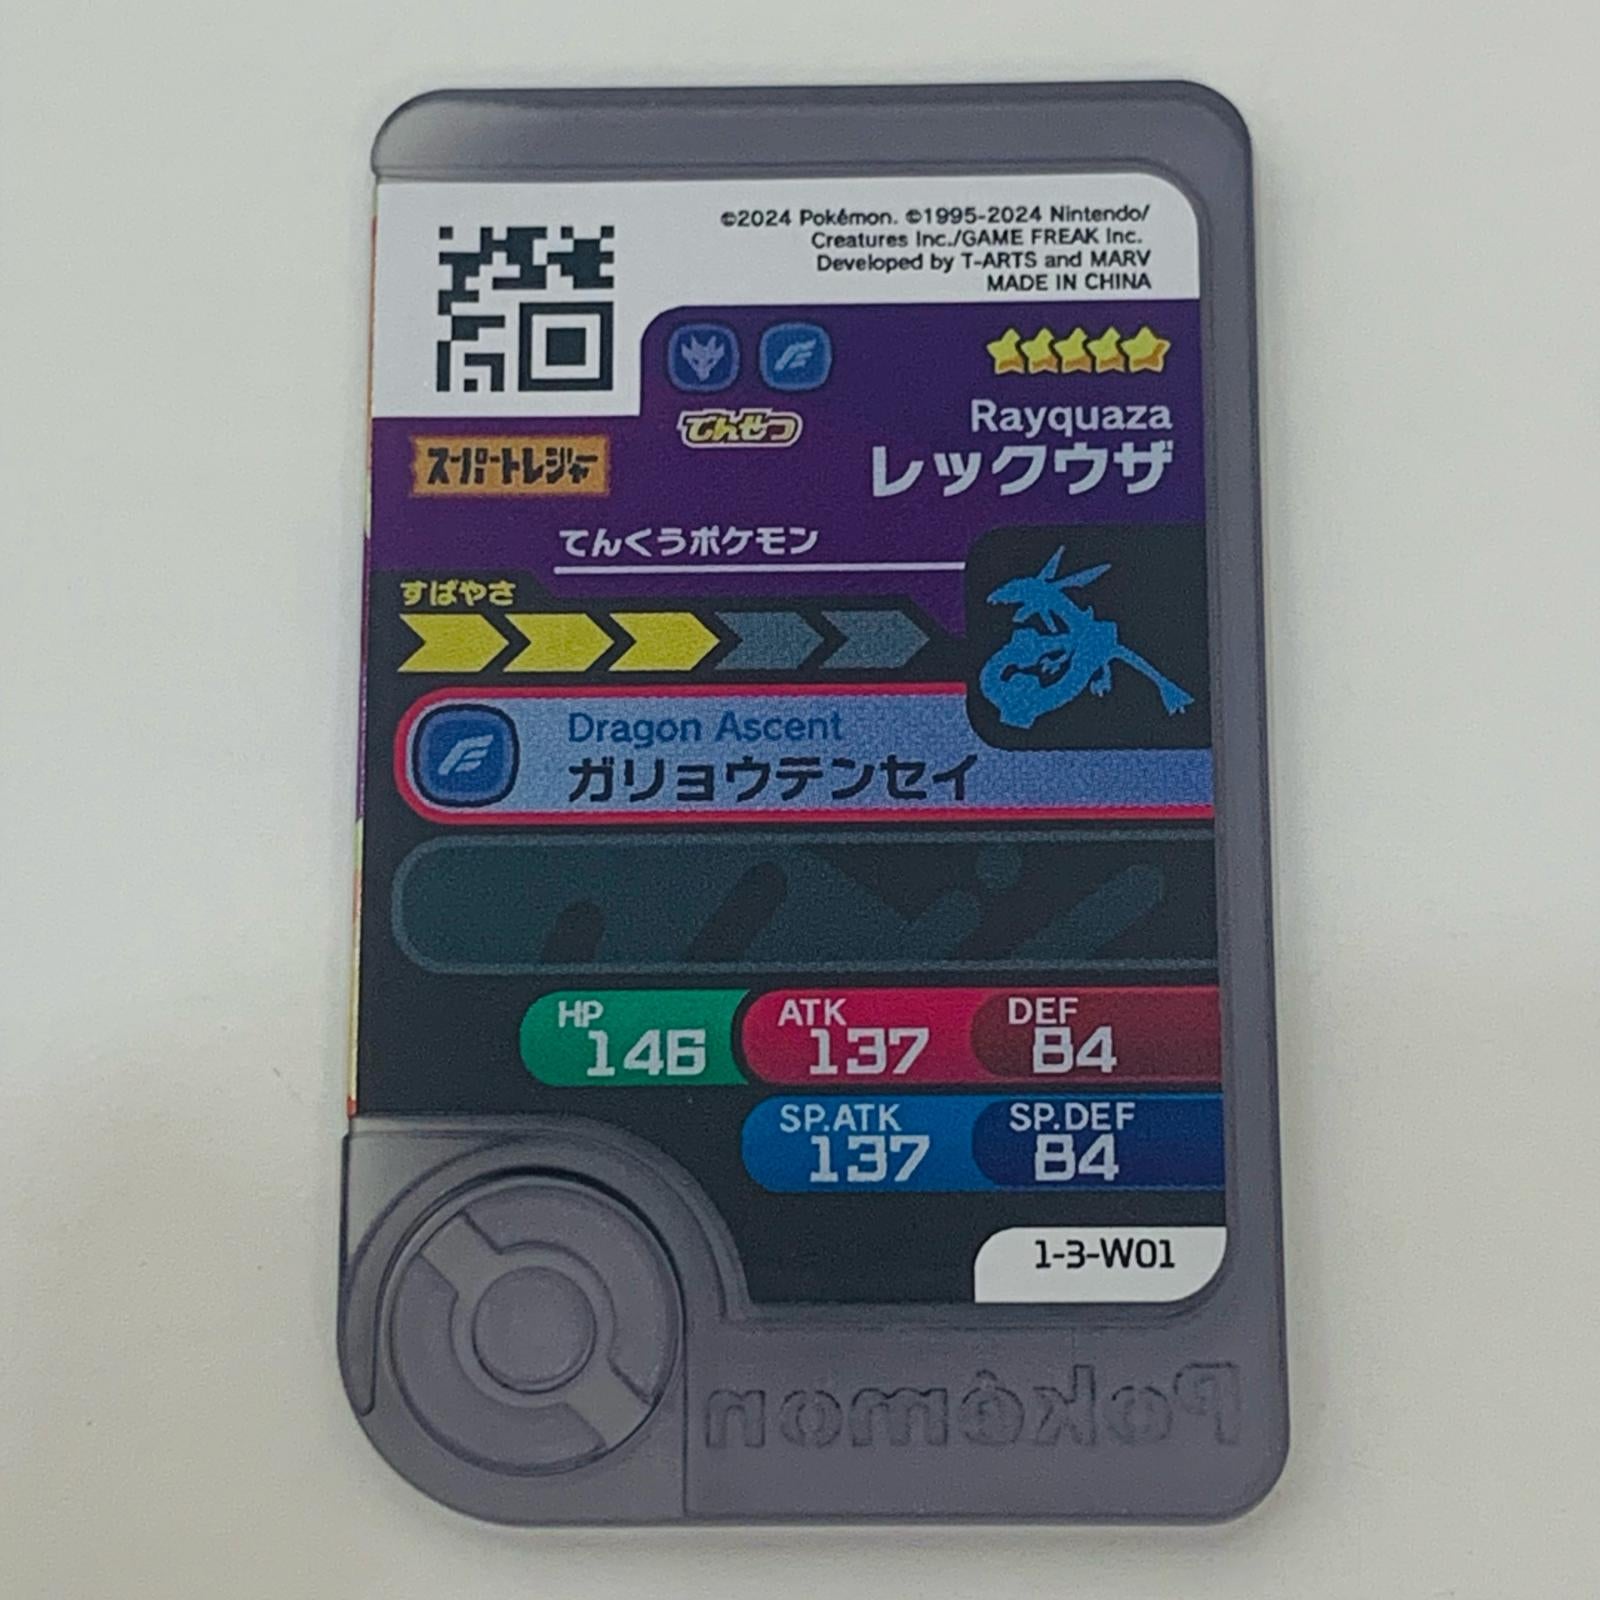 ©2024 Pokémon. ©1995-2024 Nintendo/
Creatures Inc./GAME FREAK Inc.
Developed by T-ARTS and MARV
MADE IN CHINA
でんせつ
Rayquaza
レックウザ
スーパートレジャー
てんくうポケモン
すばやさ
Dragon Ascent
ガリョウテンセイ
HP
146
ATK
137
DEF
84
SP.ATK
137
SP.DEF
84
1-3-W01
Pokémon